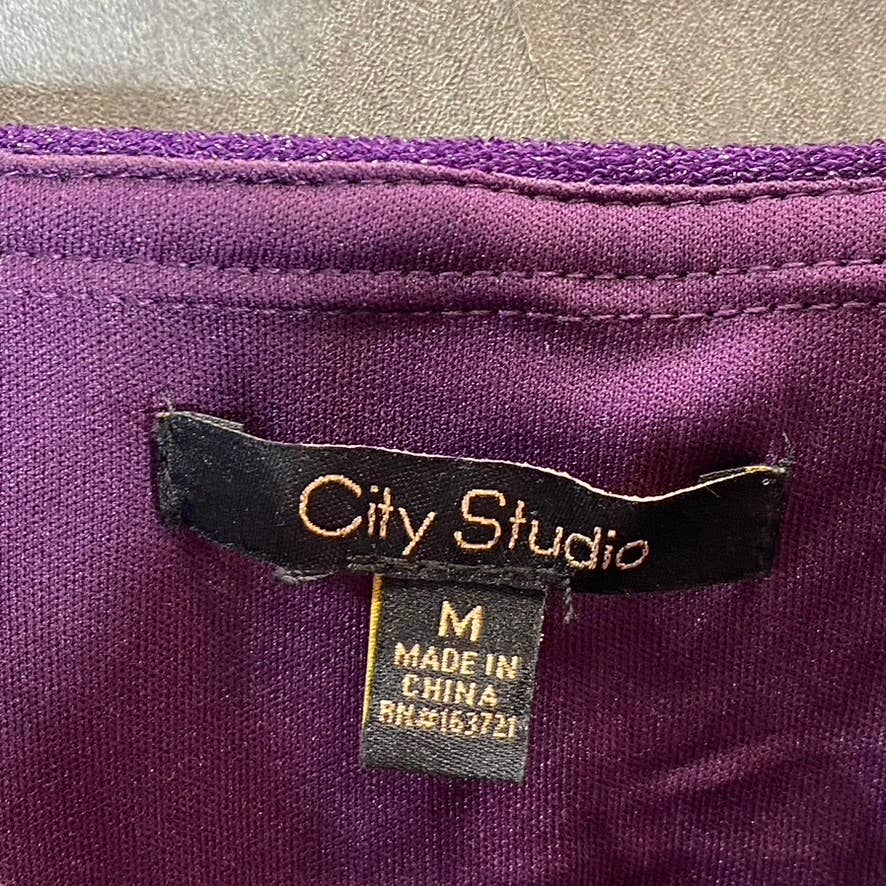 City Studio
M
MADE IN
CHINA
RN#163721